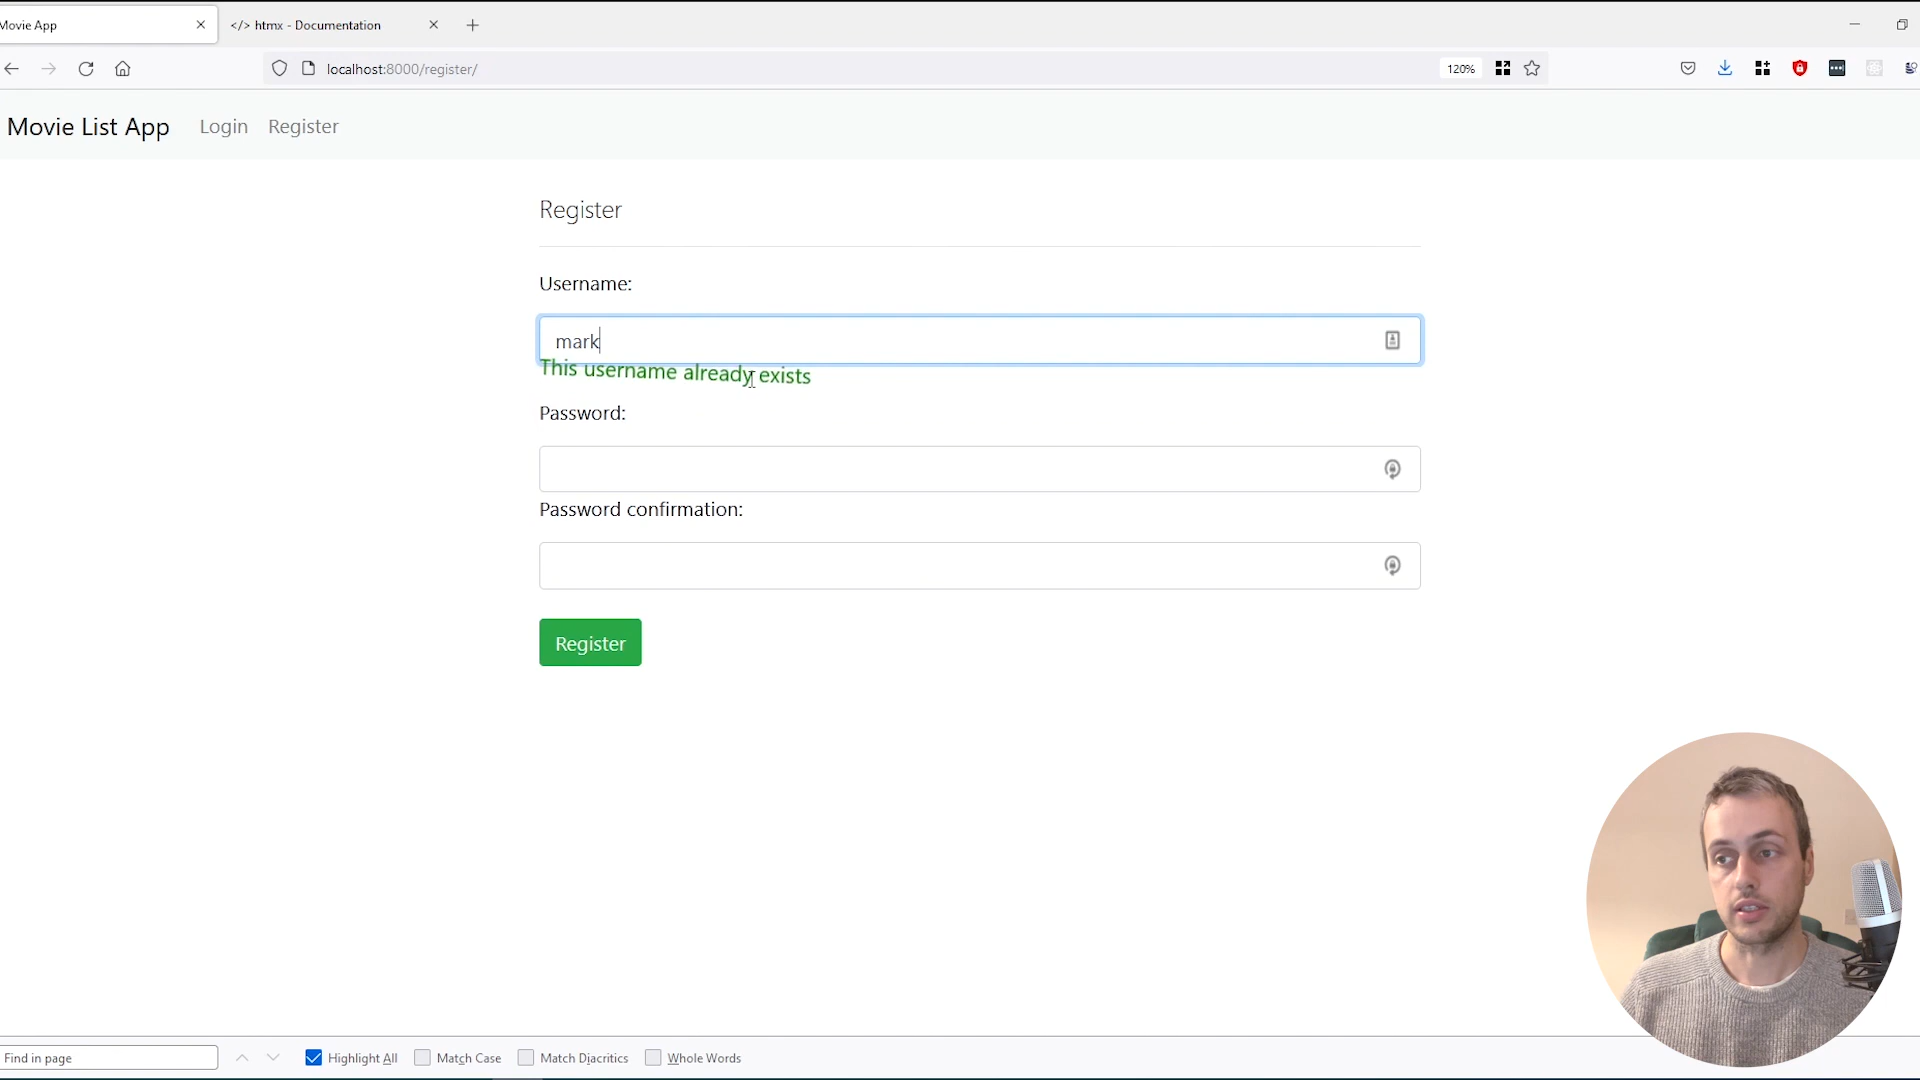 Movie App
</> htmx - Documentation
localhost:8000/register/
120%
Movie List App
Login
Register
Register
Username:
mark
This username already exists
Password:
Password confirmation:
Register
Find in page
Highlight All
Match Case
Match Diacritics
Whole Words